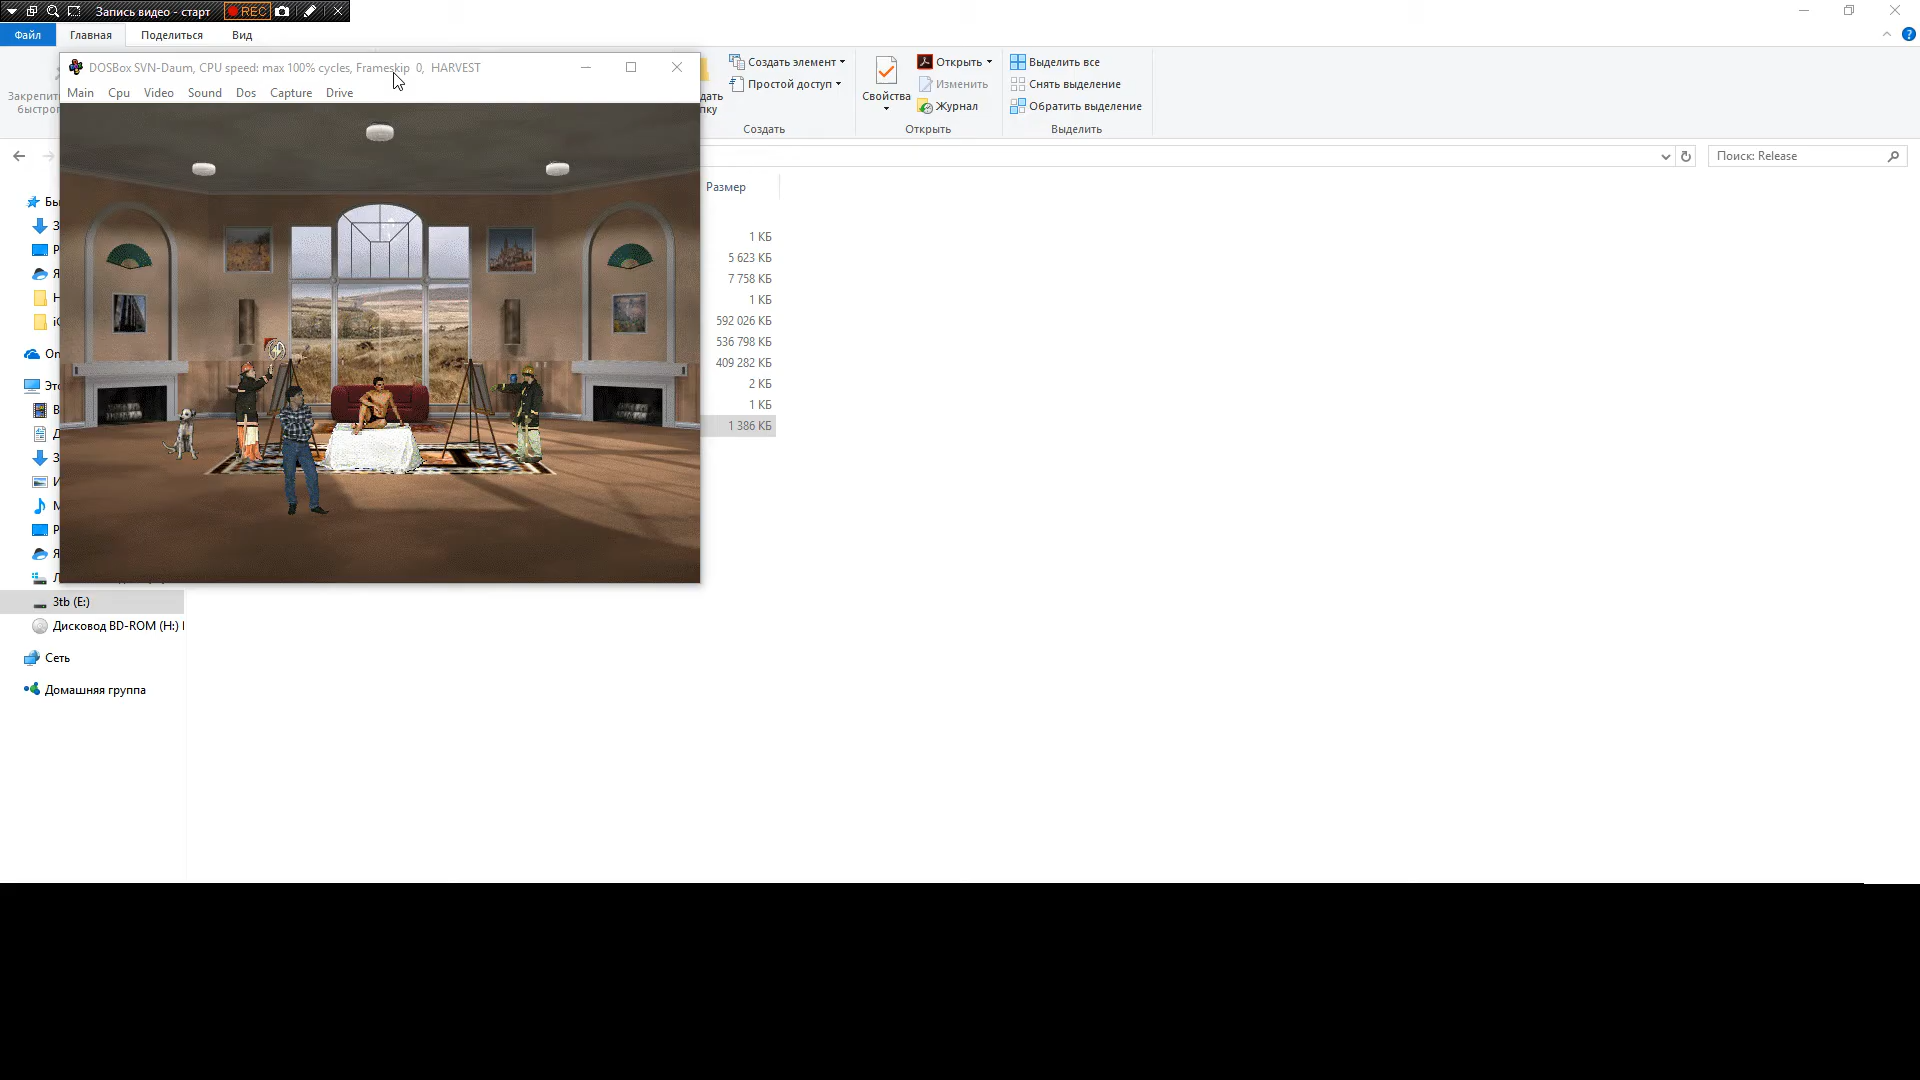 Запись видео - старт REC
Файл Главная Поделиться Вид
DOSBox SVN-Daum, CPU speed: max 100% cycles, Frameskip 0, HARVEST
Main Cpu Video Sound Dos Capture Drive
Создать элемент
Простой доступ
Создать
Свойства
Открыть
Изменить
Журнал
Открыть
Выделить все
Снять выделение
Обратить выделение
Выделить
Поиск: Release
Размер
1 КБ
5 623 КБ
7 758 КБ
1 КБ
592 026 КБ
536 798 КБ
409 282 КБ
2 КБ
1 КБ
1 386 КБ
3tb (E:)
Дисковод BD-ROM (H:)
Сеть
Домашняя группа